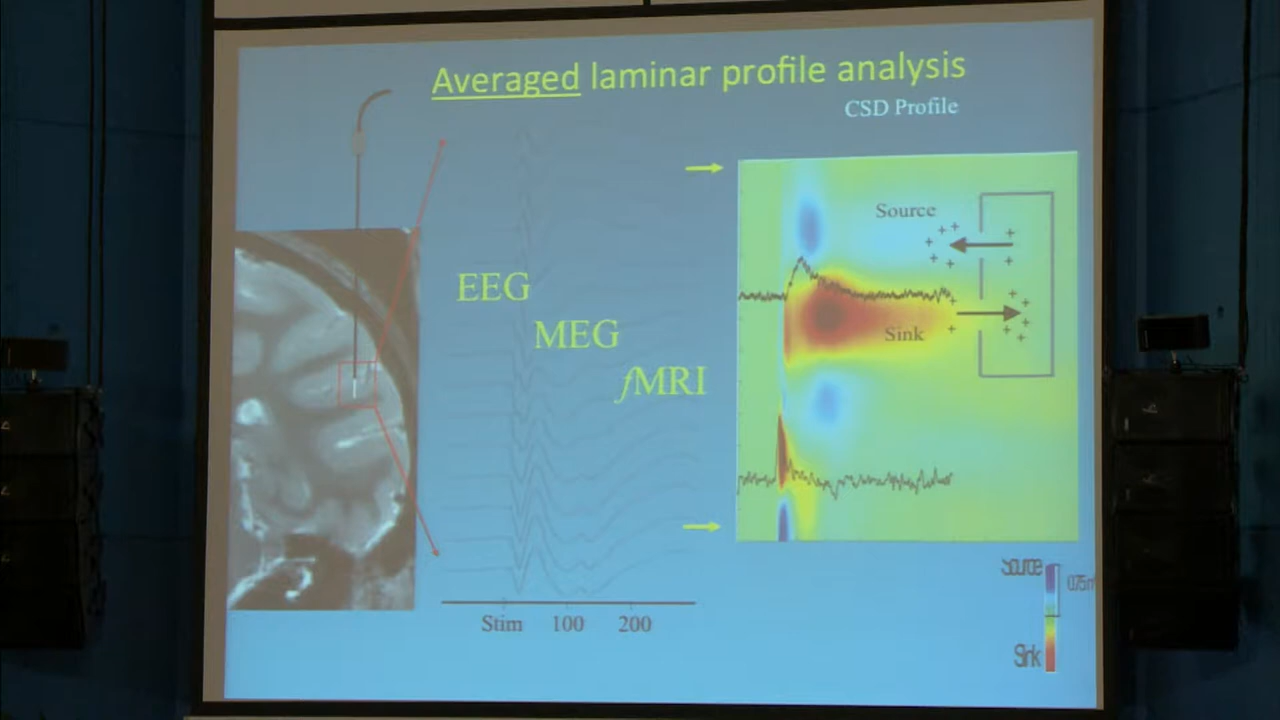 Averaged laminar profile analysis
CSD Profile
Source
EEG
MEG
Sink
fMRI
Source
Stim 100 200
Sink